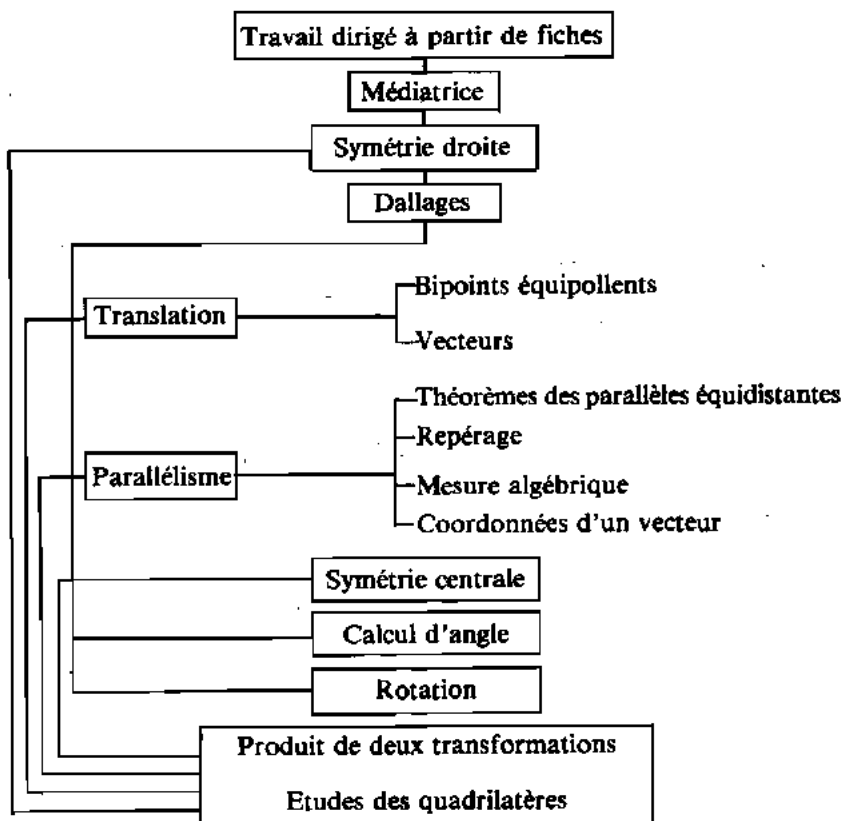 Travail dirigé à partir de fiches
Médiatrice
Symétrie droite
Dallages
Translation
Bipoints équipollents
Vecteurs
Parallélisme
Théorèmes des parallèles équidistantes
Repérage
Mesure algébrique
Coordonnées d'un vecteur
Symétrie centrale
Calcul d'angle
Rotation
Produit de deux transformations
Etudes des quadrilatères